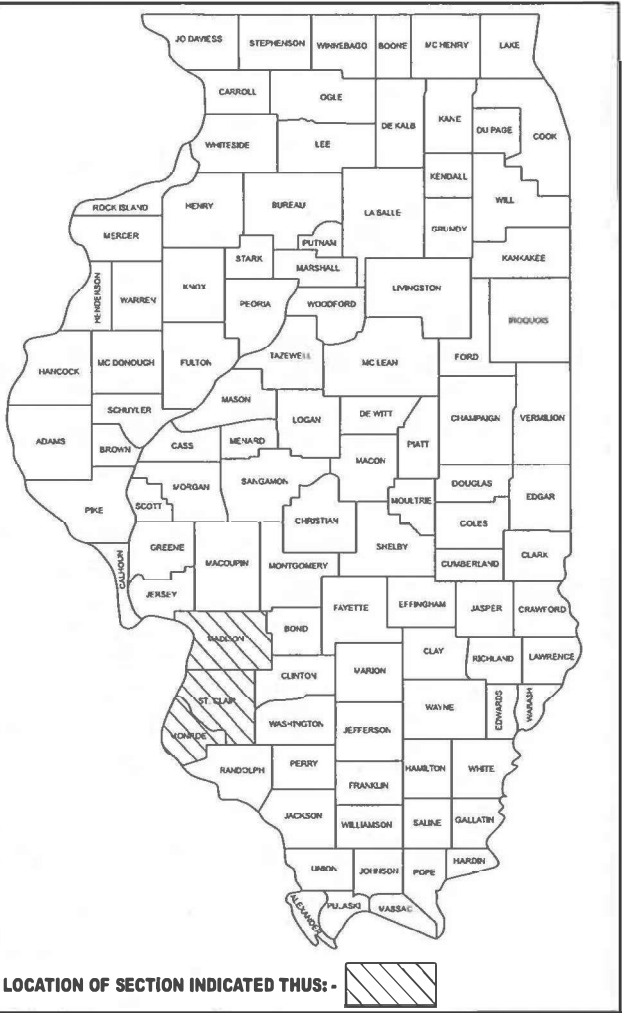 JO DAVIESS
STEPHENSON
WINNEBAGO
BOONE
MC HENRY
LAKE
CARROLL
OGLE
DE KALB
KANE
DU PAGE
COOK
WHITESIDE
LEE
KENDALL
WILL
ROCK ISLAND
HENRY
BUREAU
LA SALLE
GRUNDY
MERCER
PUTNAM
STARK
MARSHALL
KANKAKEE
HENDERSON
WARREN
KNOX
PEORIA
WOODFORD
LIVINGSTON
IROQUOIS
HANCOCK
MC DONOUGH
FULTON
TAZEWELL
MC LEAN
FORD
MASON
SCHUYLER
LOGAN
DE WITT
CHAMPAIGN
VERMILION
ADAMS
BROWN
CASS
MENARD
PIATT
MACON
SANGAMON
MORGAN
SCOTT
PIKE
DOUGLAS
EDGAR
MOULTRIE
CHRISTIAN
COLES
CALHOUN
GREENE
MACOUPIN
MONTGOMERY
SHELBY
CUMBERLAND
CLARK
JERSEY
FAYETTE
EFFINGHAM
JASPER
CRAWFORD
MADISON
BOND
CLAY
RICHLAND
LAWRENCE
CLINTON
MARION
ST. CLAIR
WAYNE
EDWARDS
WABASH
WASHINGTON
JEFFERSON
MONROE
RANDOLPH
PERRY
HAMILTON
WHITE
FRANKLIN
JACKSON
WILLIAMSON
SALINE
GALLATIN
UNION
JOHNSON
POPE
HARDIN
ALEXANDER
PULASKI
MASSAC
LOCATION OF SECTION INDICATED THUS: -